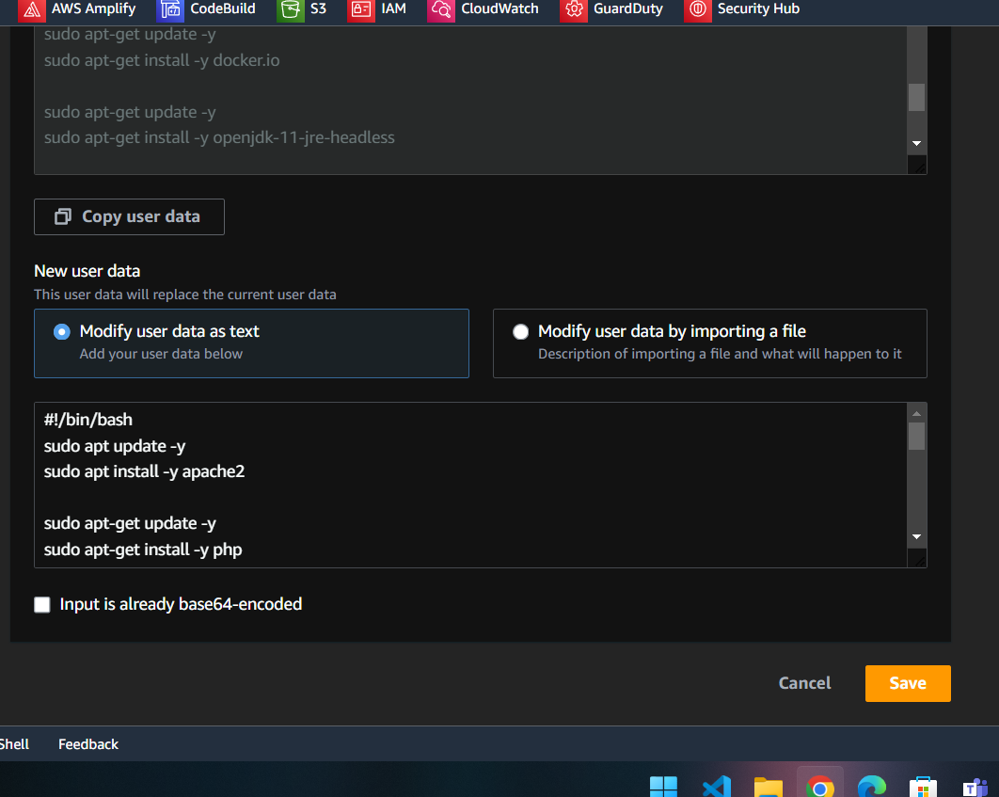 AWS Amplify CodeBuild S3 IAM CloudWatch GuardDuty Security Hub
sudo apt-get update -y
sudo apt-get install -y docker.io
sudo apt-get update -y
sudo apt-get install -y openjdk-11-jre-headless
Copy user data
New user data
This user data will replace the current user data
Modify user data as text
Add your user data below
Modify user data by importing a file
Description of importing a file and what will happen to it
#!/bin/bash
sudo apt update -y
sudo apt install -y apache2
sudo apt-get update -y
sudo apt-get install -y php
Input is already base64-encoded
Cancel Save
Shell Feedback